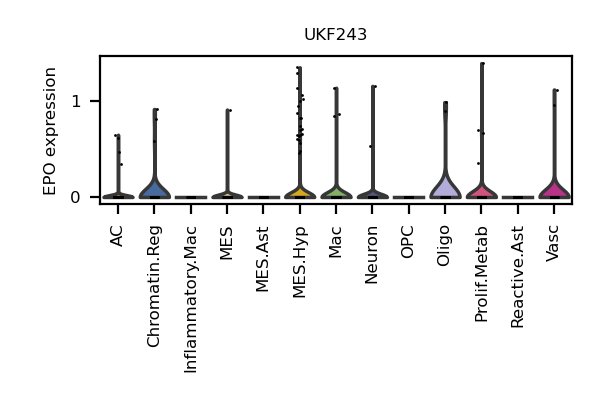 UKF243
EPO expression
1
0
AC
Chromatin.Reg
Inflammatory.Mac
MES
MES.Ast
MES.Hyp
Mac
Neuron
OPC
Oligo
Prolif.Metab
Reactive.Ast
Vasc